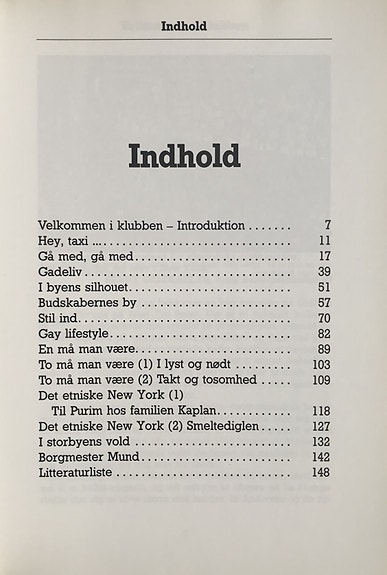 Indhold
Indhold
Velkommen i klubben – Introduktion ....... 7
Hey, taxi ................................ 11
Gå med, gå med.......................... 17
Gadeliv.................................. 39
I byens silhouet.......................... 51
Budskabernes by ......................... 57
Stil ind................................... 70
Gay lifestyle.............................. 82
En må man være.......................... 89
To må man være (1) I lyst og nødt ......... 103
To må man være (2) Takt og tosomhed ..... 109
Det etniske New York (1)
Til Purim hos familien Kaplan............ 118
Det etniske New York (2) Smeltediglen..... 127
I storbyens vold .......................... 132
Borgmester Mund......................... 142
Litteraturliste ............................ 148